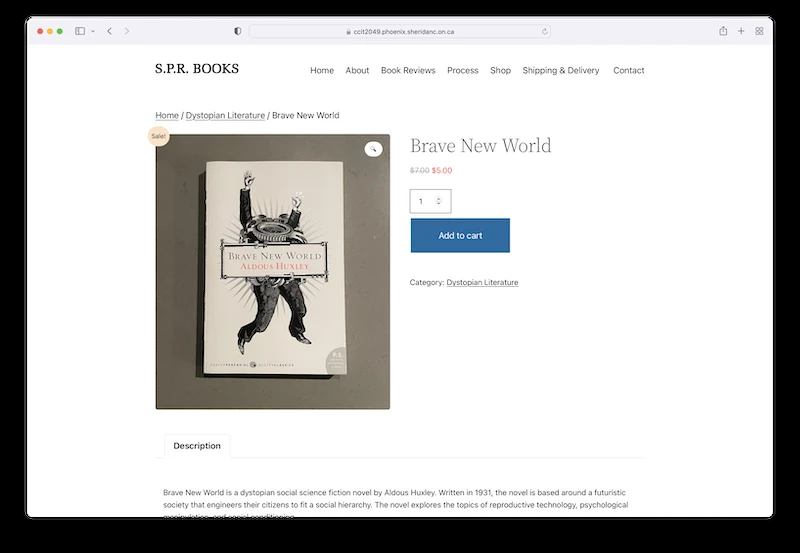 ccit2049.phoenix.sheridanc.on.ca
S.P.R. BOOKS
Home About Book Reviews Process Shop Shipping & Delivery Contact
Home / Dystopian Literature / Brave New World
Sale!
BRAVE NEW WORLD
ALDOUS HUXLEY
P.S.
Brave New World
$7.00 $5.00
1
Add to cart
Category: Dystopian Literature
Description
Brave New World is a dystopian social science fiction novel by Aldous Huxley. Written in 1931, the novel is based around a futuristic
society that engineers their citizens to fit a social hierarchy. The novel explores the topics of reproductive technology, psychological
manipulation, and social conditioning.